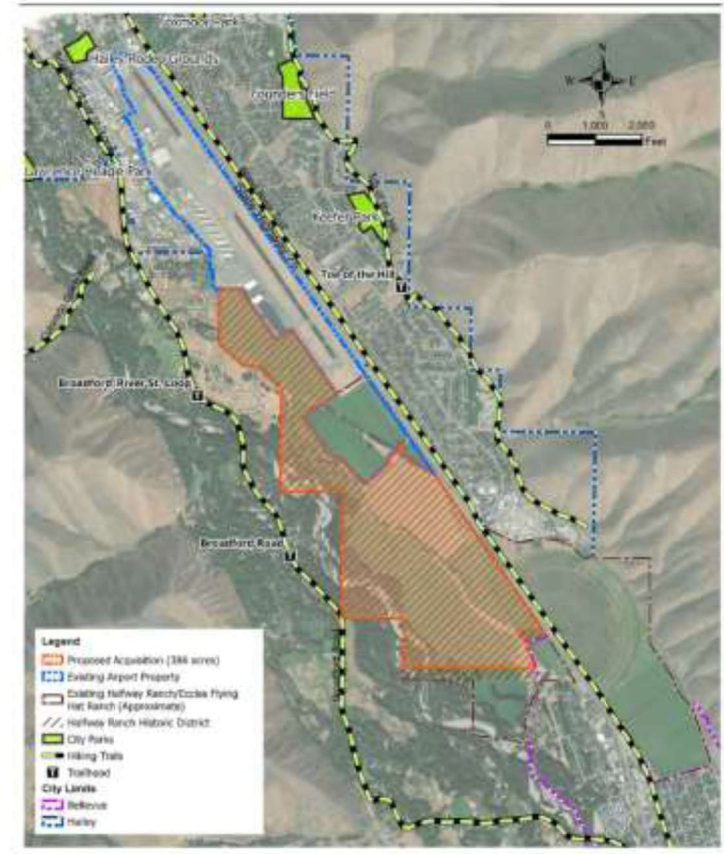 Hailey Rodeo Grounds
Founders Field
Keefer Park
Toe of the Hill
T
Broadford River St. Loop
T
Broadford Road
T
N
W
E
0 1,000 2,000
Feet
Legend
Proposed Acquisition (386 acres)
Existing Airport Property
Existing Halfway Ranch/Eccles Flying
Hat Ranch (Approximate)
Halfway Ranch Historic District
City Parks
Hiking Trails
T Trailhead
City Limits
Bellevue
Hailey